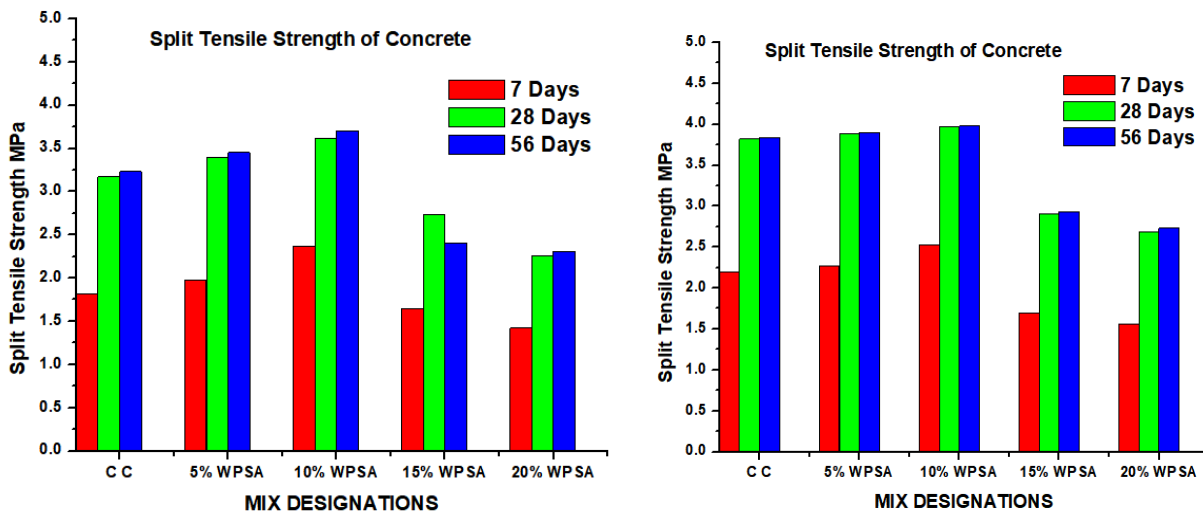 Split Tensile Strength of Concrete
7 Days
28 Days
56 Days
Split Tensile Strength MPa
5.0
4.5
4.0
3.5
3.0
2.5
2.0
1.5
1.0
0.5
0.0
C C 5% WPSA 10% WPSA 15% WPSA 20% WPSA
MIX DESIGNATIONS
Split Tensile Strength of Concrete
7 Days
28 Days
56 Days
Split Tensile Strength MPa
5.0
4.5
4.0
3.5
3.0
2.5
2.0
1.5
1.0
0.5
0.0
C C 5% WPSA 10% WPSA 15% WPSA 20% WPSA
MIX DESIGNATIONS